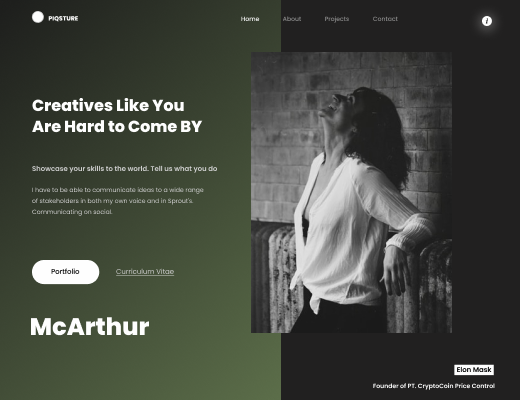 PIQSTURE
Home About Projects Contact
i
Creatives Like You
Are Hard to Come BY
Showcase your skills to the world. Tell us what you do
I have to be able to communicate ideas to a wide range
of stakeholders in both my own voice and in Sprout's
Communicating on social.
Portfolio Curriculum Vitae
McArthur
Elon Mask
Founder of PT. CryptoCoin Price Control